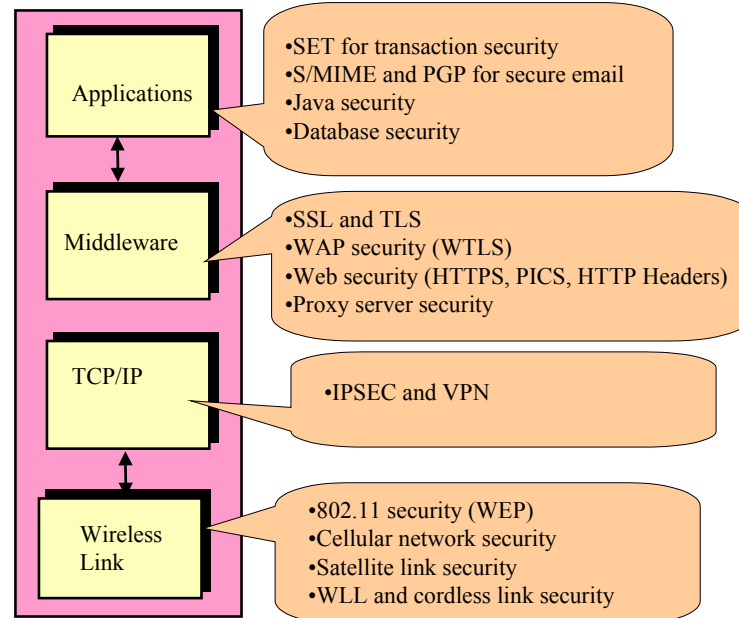 Applications
•SET for transaction security
•S/MIME and PGP for secure email
•Java security
•Database security
Middleware
•SSL and TLS
•WAP security (WTLS)
•Web security (HTTPS, PICS, HTTP Headers)
•Proxy server security
TCP/IP
•IPSEC and VPN
Wireless
Link
•802.11 security (WEP)
•Cellular network security
•Satellite link security
•WLL and cordless link security